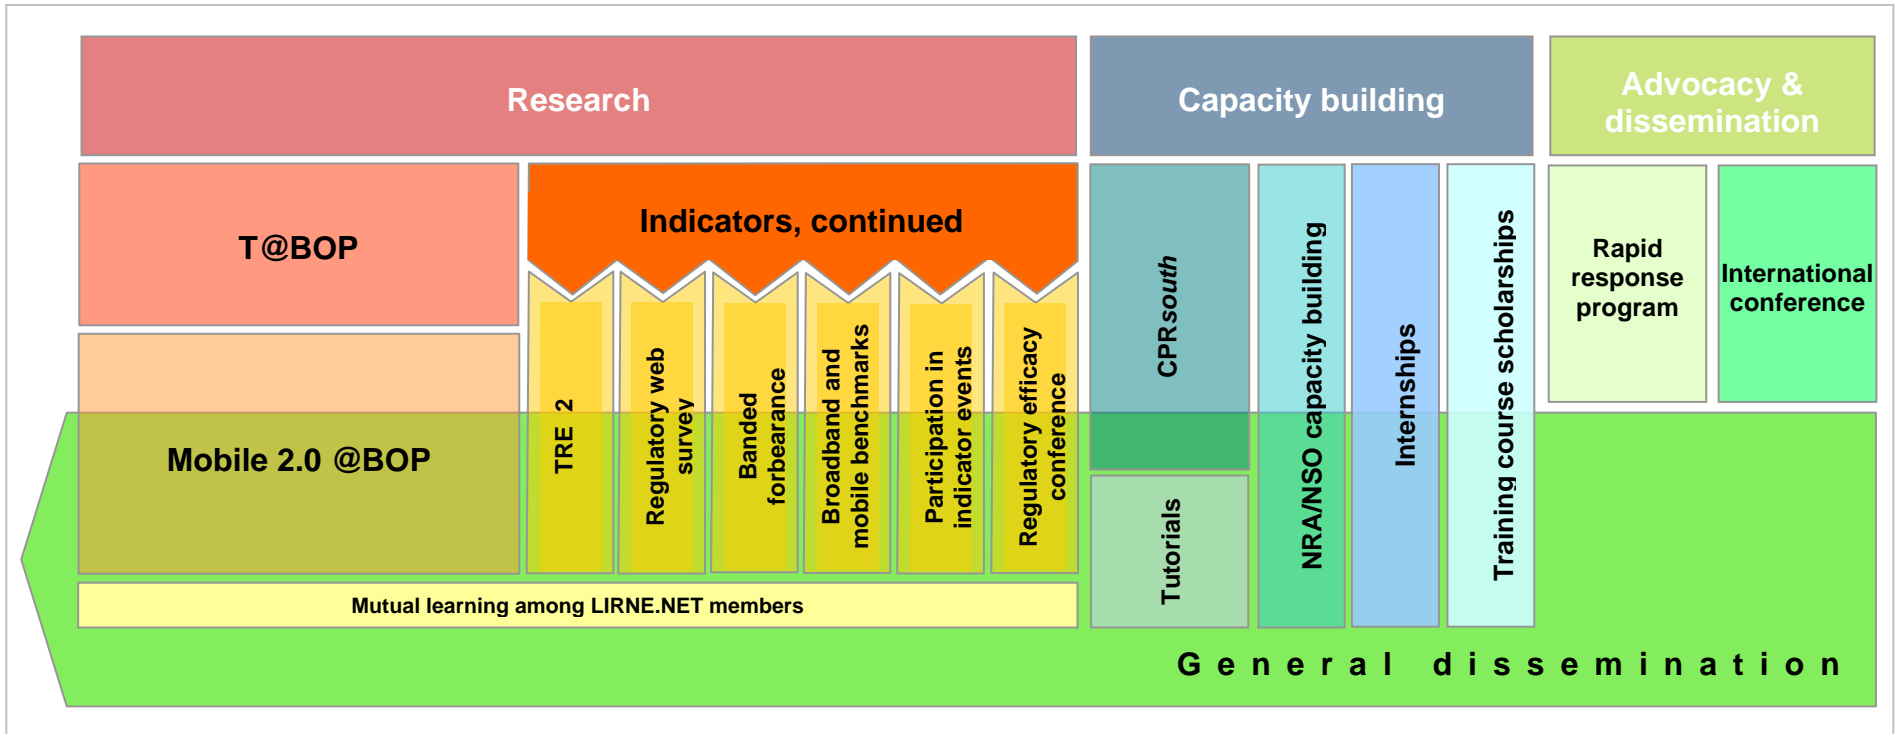 Research
Capacity building
Advocacy &
dissemination
T@BOP
Indicators, continued
Mobile 2.0 @BOP
TRE 2
Regulatory web
survey
Banded
forbearance
Broadband and
mobile benchmarks
Participation in
indicator events
Regulatory efficacy
conference
Mutual learning among LIRNE.NET members
CPRsouth
Tutorials
NRA/NSO capacity building
Internships
Training course scholarships
Rapid
response
program
International
conference
General dissemination